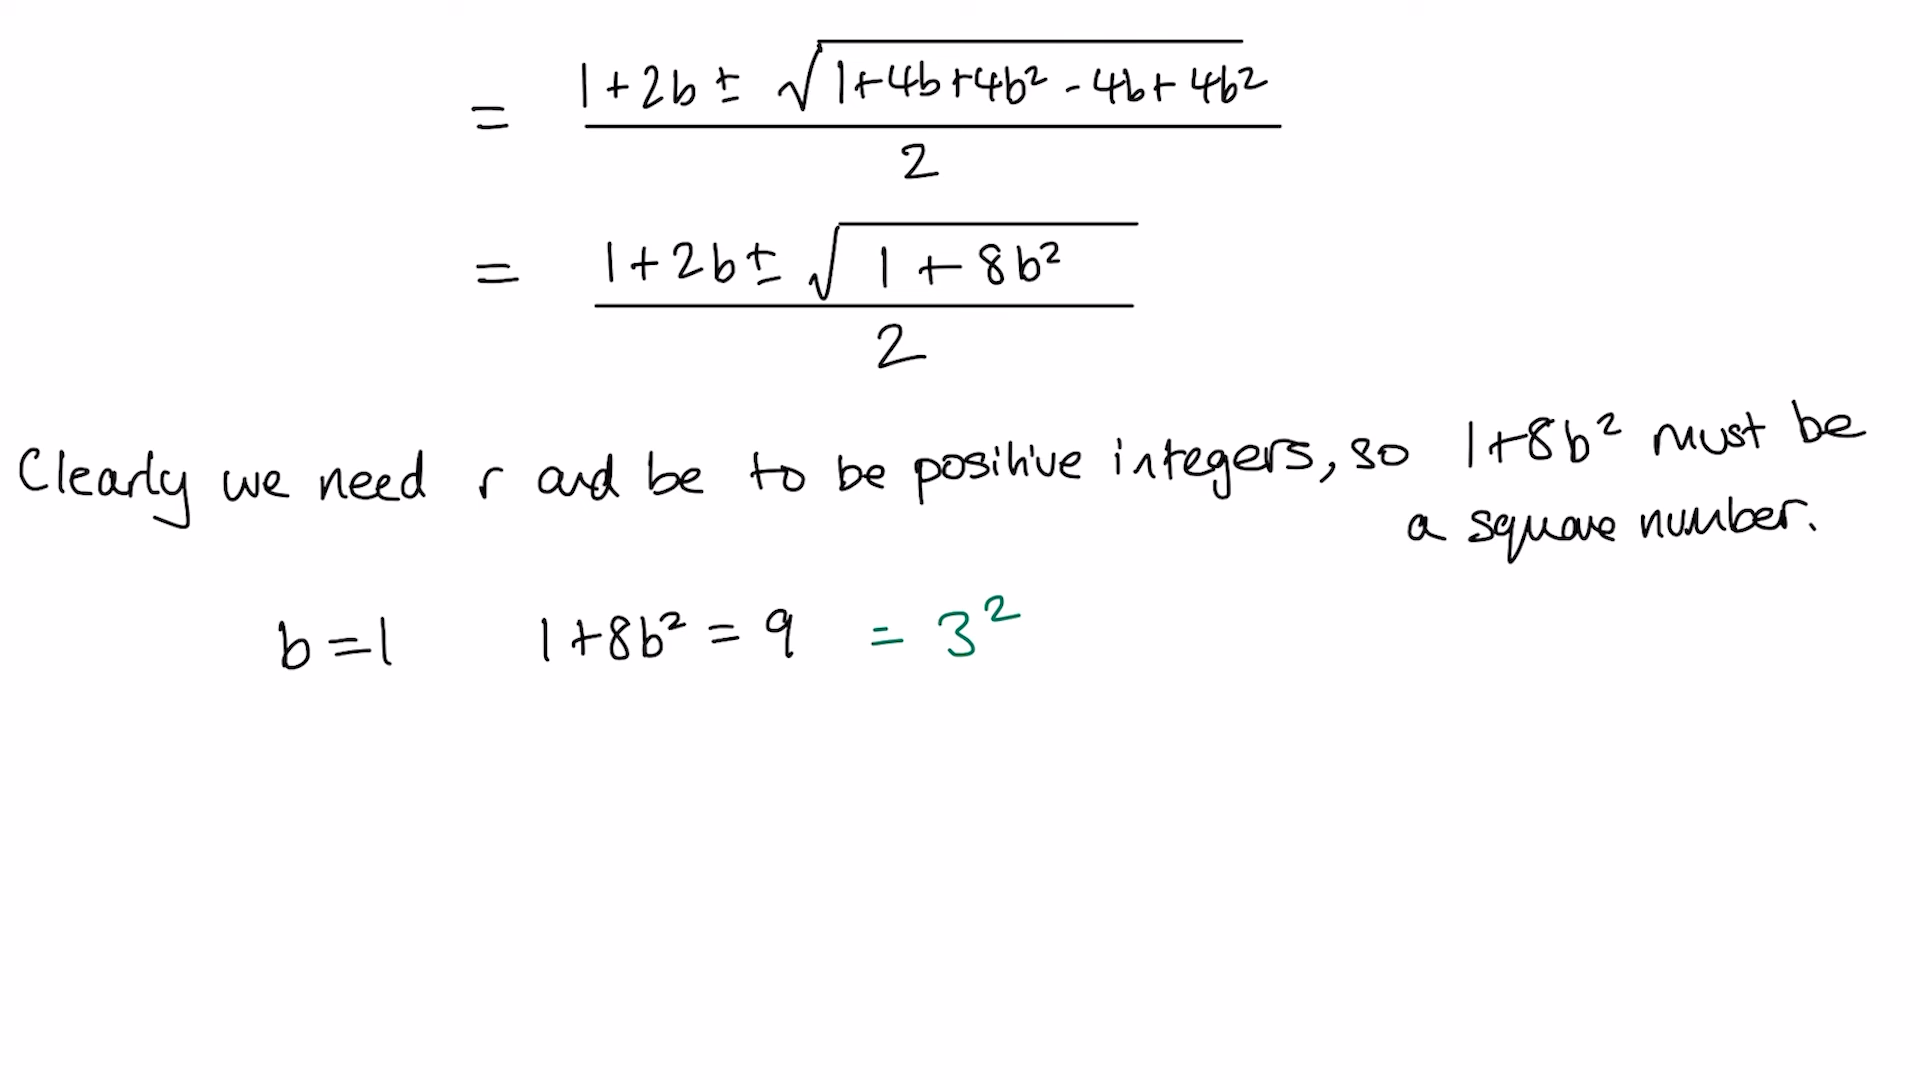 = (1+2b ± √(1+4b+4b²-4b+4b²))/2
= (1+2b ± √(1+8b²))/2
Clearly we need r and be to be positive integers, so 1+8b² must be
a square number.
b=1 1+8b² = 9 = 3²